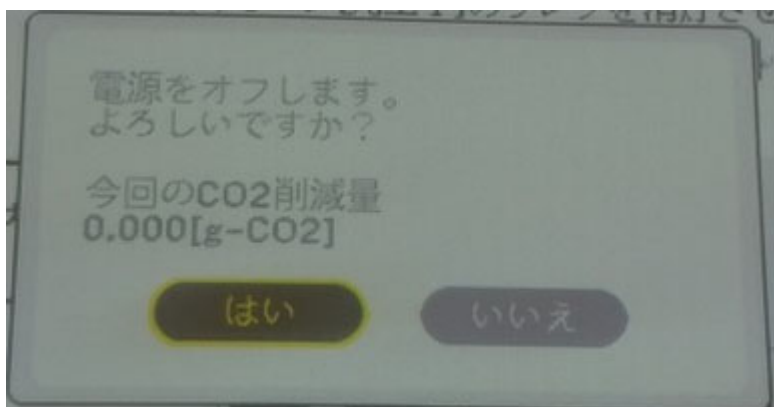 電源をオフします。
よろしいですか?
今回のCO2削減量
0.000[g-CO2]
はい
いいえ